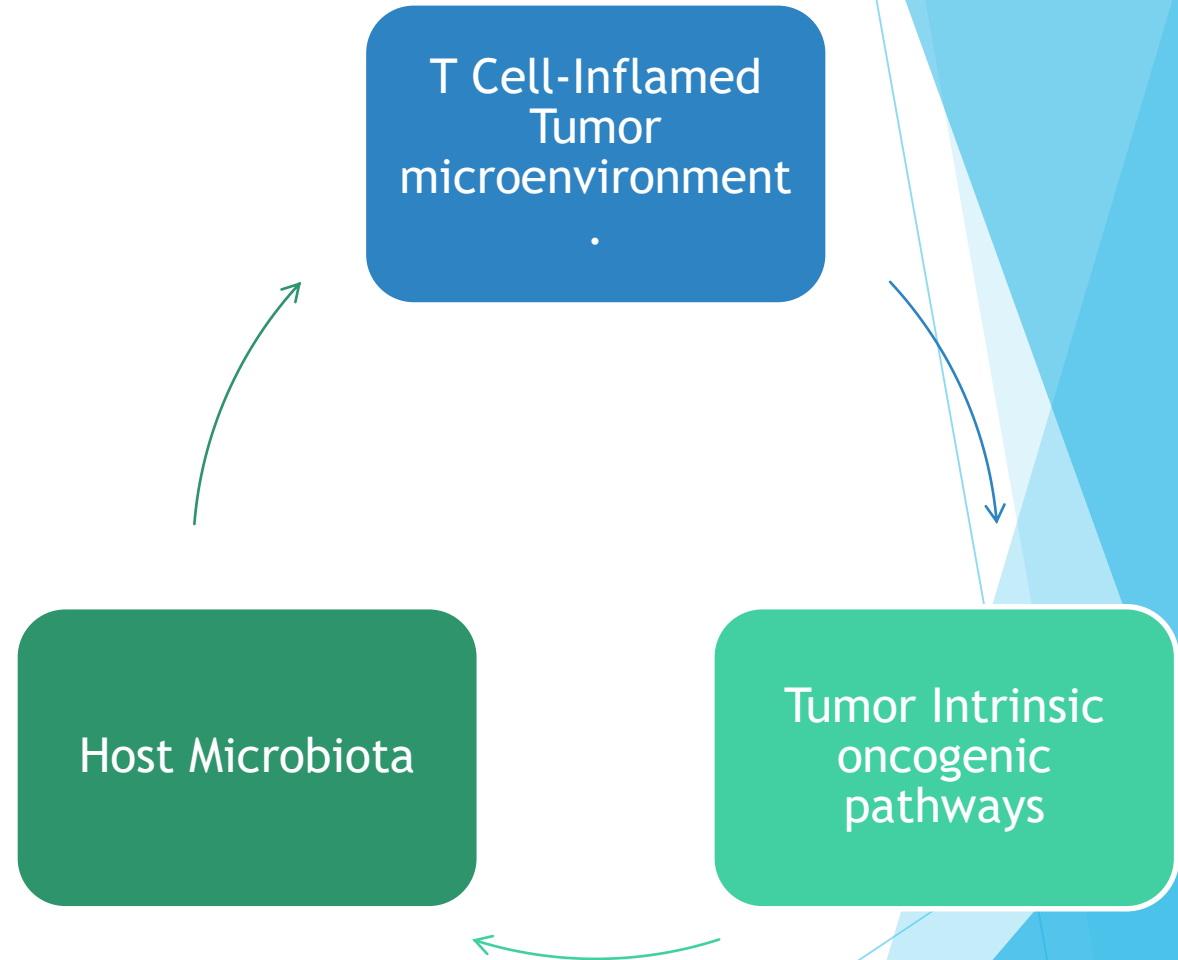 T Cell-Inflamed
Tumor
microenvironment
.
Host Microbiota
Tumor Intrinsic
oncogenic
pathways